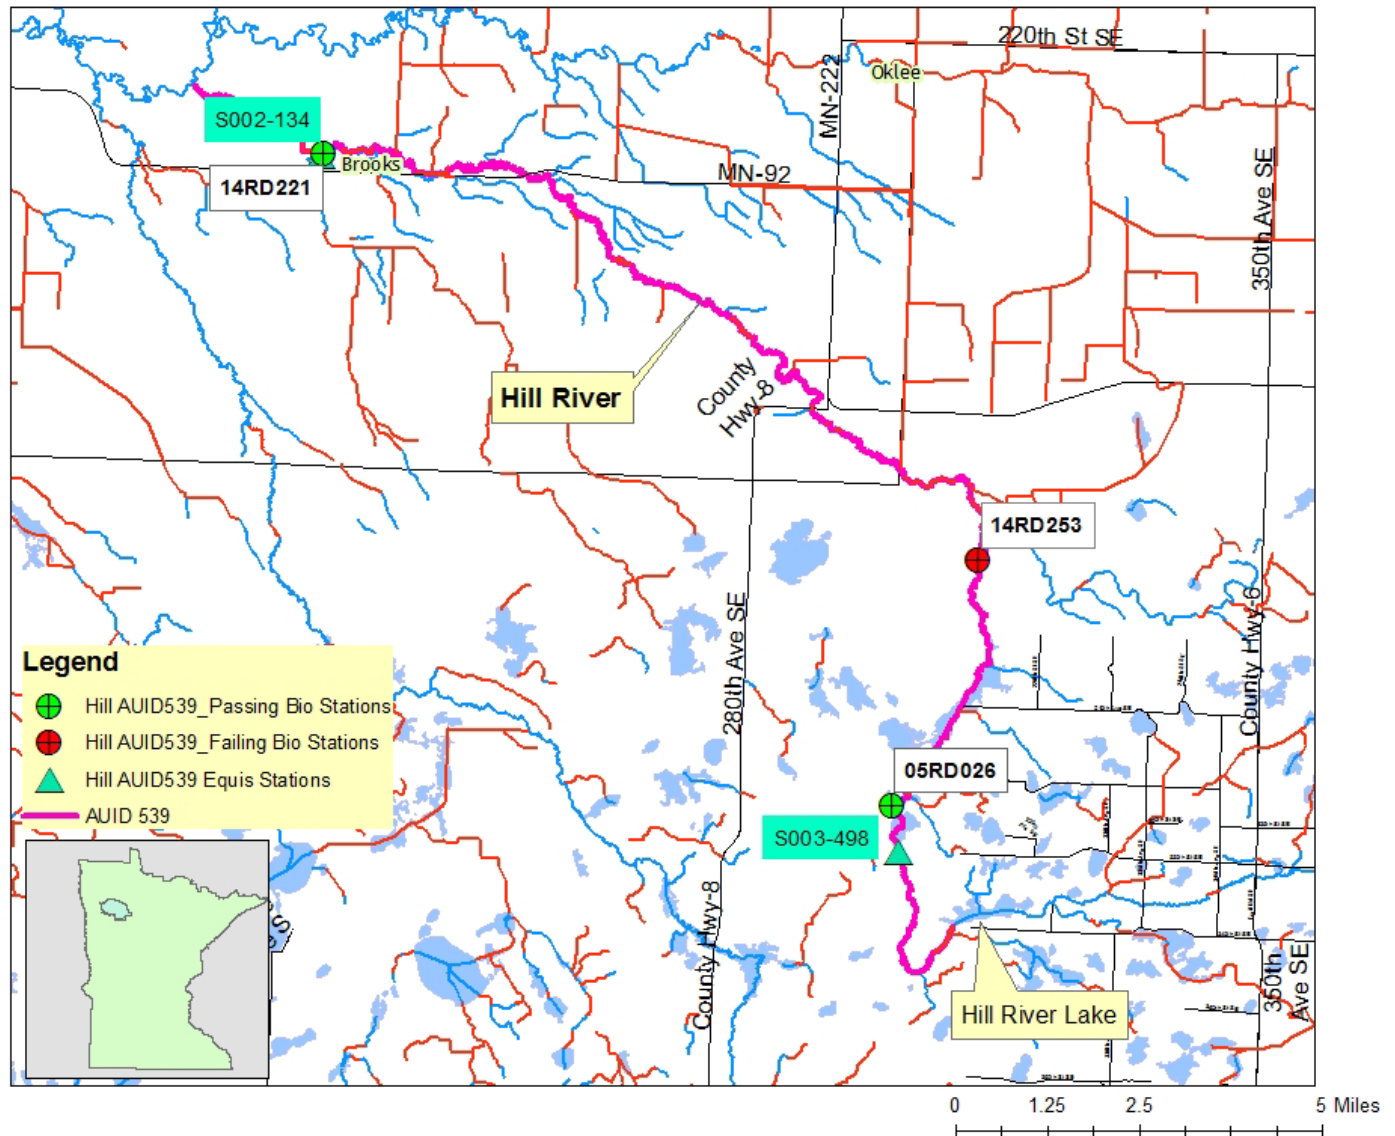 220th St SE
Oklee
MN-222
S002-134
Brooks
MN-92
14RD221
350th Ave SE
Hill River
County
Hwy-8
14RD253
County Hwy-6
280th Ave SE
Legend
Hill AUID539_Passing Bio Stations
Hill AUID539_Failing Bio Stations
Hill AUID539 Equis Stations
AUID 539
05RD026
S003-498
County Hwy-8
350th
Ave SE
Hill River Lake
0 1.25 2.5 5 Miles